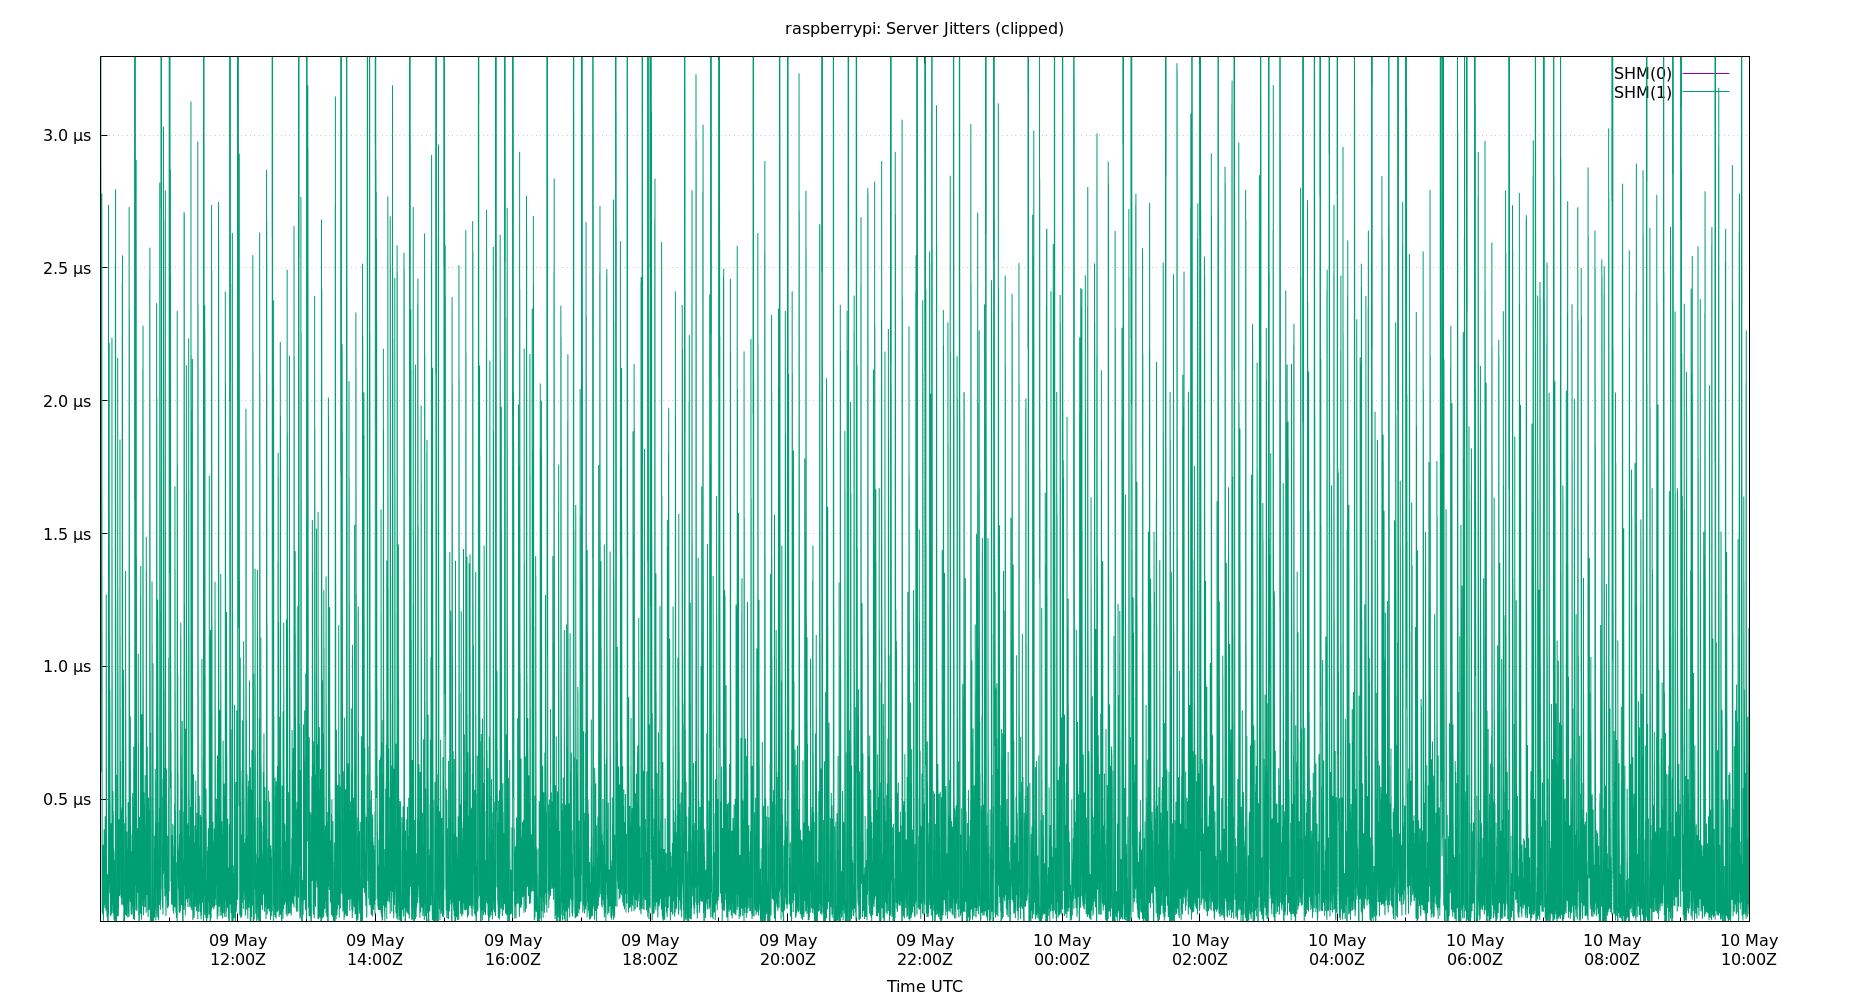 raspberrypi: Server Jitters (clipped)
SHM(0)
SHM(1)
3.0 µs
2.5 µs
2.0 µs
1.5 µs
1.0 µs
0.5 µs
09 May 09 May 09 May 09 May 09 May 09 May 10 May 10 May 10 May 10 May 10 May 10 May
12:00Z 14:00Z 16:00Z 18:00Z 20:00Z 22:00Z 00:00Z 02:00Z 04:00Z 06:00Z 08:00Z 10:00Z
Time UTC